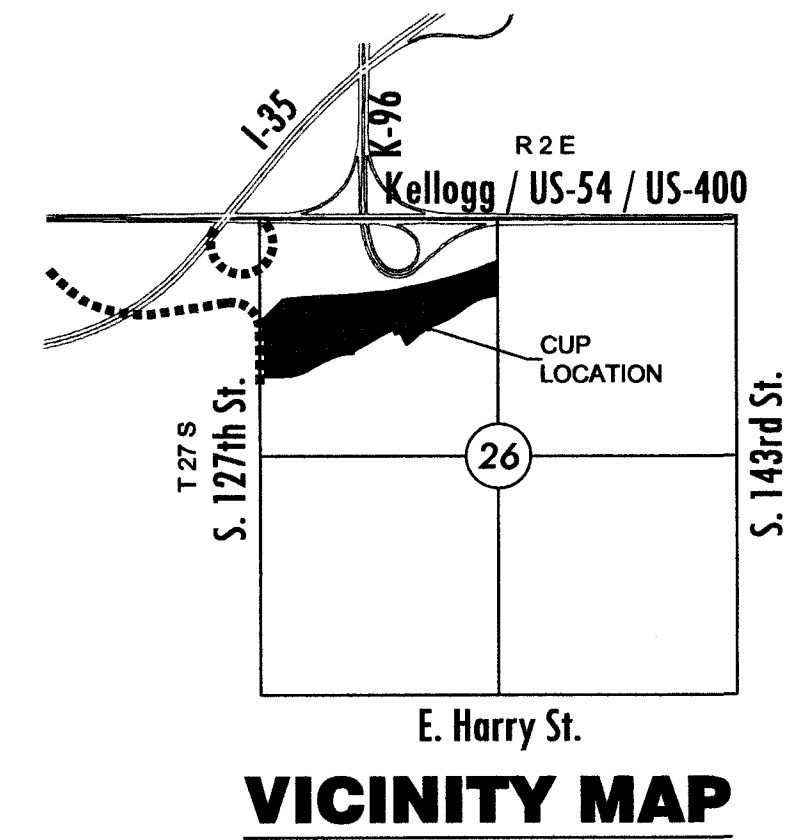 I-35
K-96
R 2 E
Kellogg / US-54 / US-400
CUP
LOCATION
T 27 S
S. 127th St.
26
S. 143rd St.
E. Harry St.
VICINITY MAP